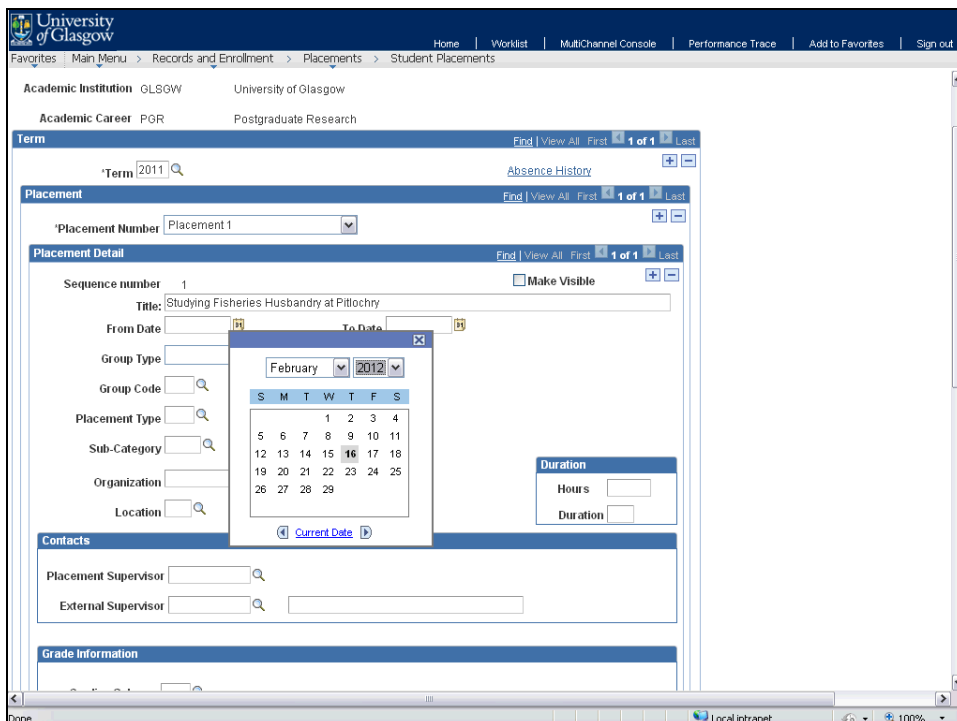 University
of Glasgow
Home | Worklist | MultiChannel Console | Performance Trace | Add to Favorites | Sign out
Favorites Main Menu > Records and Enrollment > Placements > Student Placements
Academic Institution GLSGW University of Glasgow
Academic Career PGR Postgraduate Research
Term Find | View All First 1 of 1 Last
*Term 2011 Absence History
Placement Find | View All First 1 of 1 Last
*Placement Number Placement 1
Placement Detail Find | View All First 1 of 1 Last
Sequence number 1 Make Visible
Title: Studying Fisheries Husbandry at Pitlochry
From Date 31 To Date 31
Group Type
Group Code
Placement Type
Sub-Category
Organization
Location
February 2012
S M T W T F S
1 2 3 4
5 6 7 8 9 10 11
12 13 14 15 16 17 18
19 20 21 22 23 24 25
26 27 28 29
Current Date
Duration
Hours
Duration
Contacts
Placement Supervisor
External Supervisor
Grade Information
Done Local intranet 100%